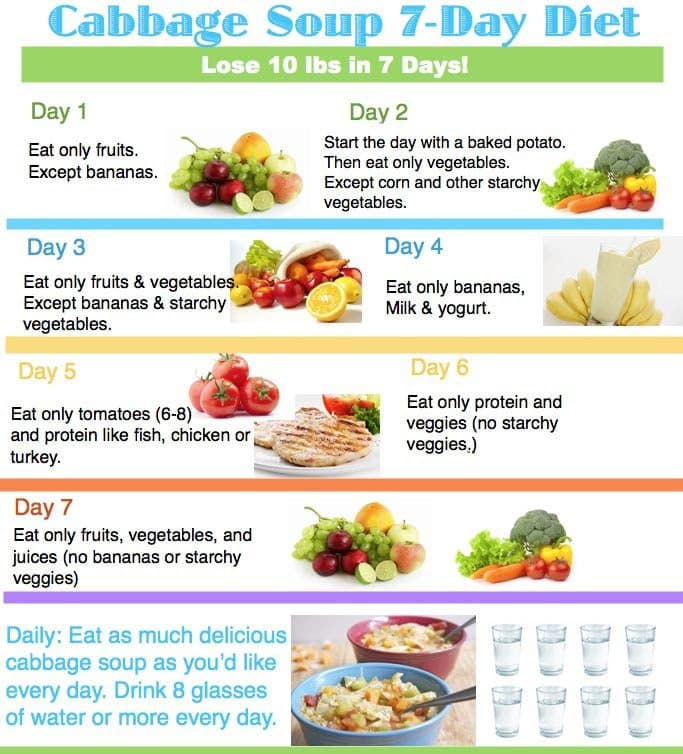 Cabbage Soup 7-Day Diet
Lose 10 lbs in 7 Days!
Day 1
Eat only fruits.
Except bananas.
Day 2
Start the day with a baked potato.
Then eat only vegetables.
Except corn and other starchy
vegetables.
Day 3
Eat only fruits & vegetables.
Except bananas & starchy
vegetables.
Day 4
Eat only bananas,
Milk & yogurt.
Day 5
Eat only tomatoes (6-8)
and protein like fish, chicken or
turkey.
Day 6
Eat only protein and
veggies (no starchy
veggies,)
Day 7
Eat only fruits, vegetables, and
juices (no bananas or starchy
veggies)
Daily: Eat as much delicious
cabbage soup as you'd like
every day. Drink 8 glasses
of water or more every day.